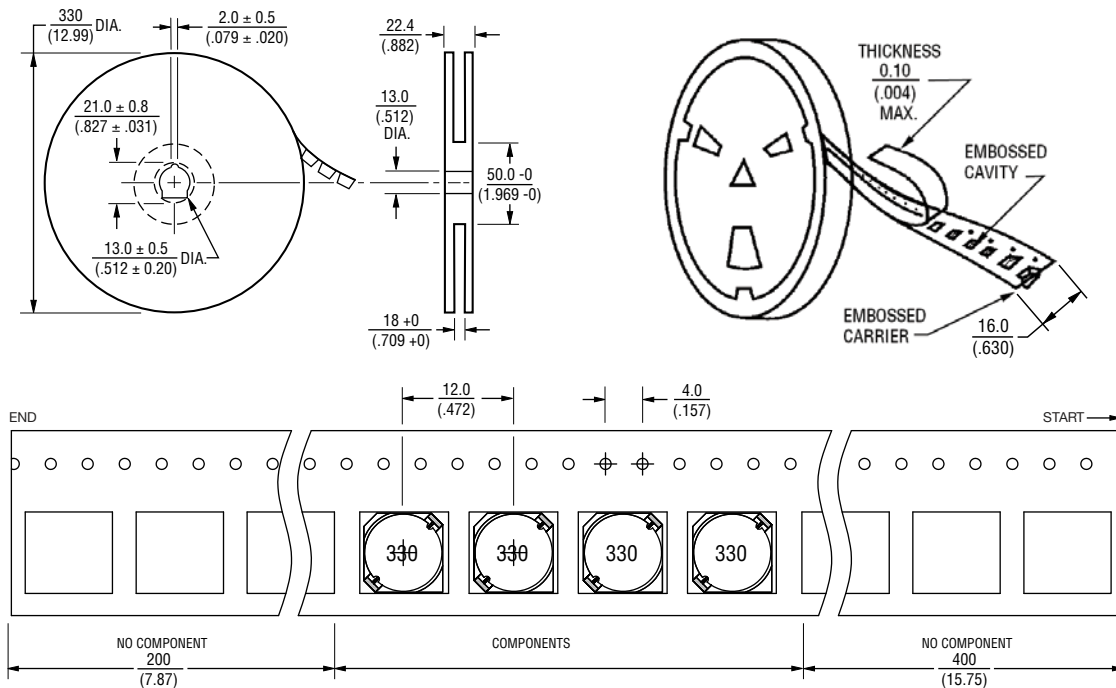 330
(12.99) DIA.
2.0 ± 0.5
(.079 ± .020)
21.0 ± 0.8
(.827 ± .031)
13.0 ± 0.5
(.512 ± 0.20) DIA.
22.4
(.882)
13.0
(.512)
DIA.
50.0 -0
(1.969 -0)
18 +0
(.709 +0)
THICKNESS
0.10
(.004)
MAX.
EMBOSSED
CAVITY
EMBOSSED
CARRIER
16.0
(.630)
12.0
(.472)
4.0
(.157)
END
START
330
330
330
330
NO COMPONENT
200
(7.87)
COMPONENTS
NO COMPONENT
400
(15.75)